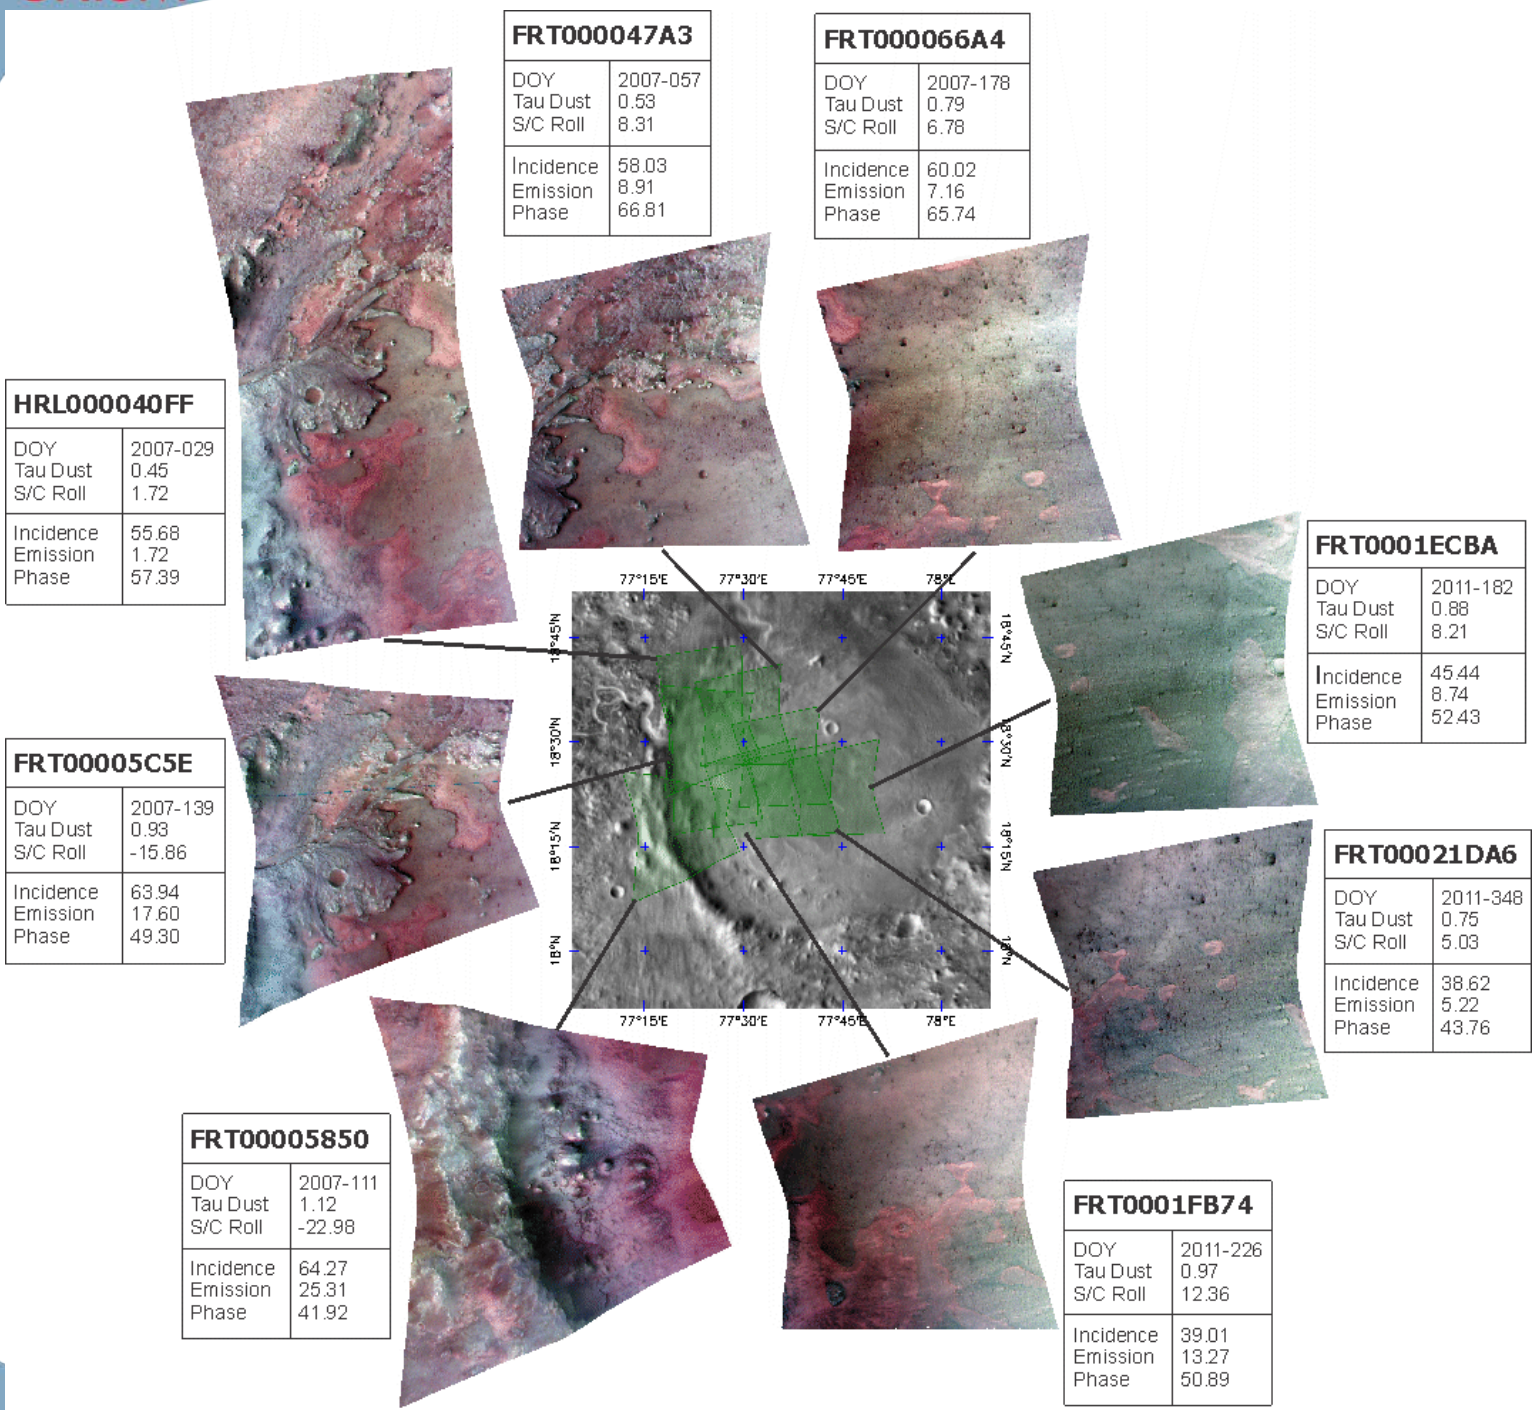 FRT000047A3
DOY 2007-057
Tau Dust 0.53
S/C Roll 8.31
Incidence 58.03
Emission 8.91
Phase 66.81
FRT000066A4
DOY 2007-178
Tau Dust 0.79
S/C Roll 6.78
Incidence 60.02
Emission 7.16
Phase 65.74
HRL000040FF
DOY 2007-029
Tau Dust 0.45
S/C Roll 1.72
Incidence 55.68
Emission 1.72
Phase 57.39
FRT0001ECBA
DOY 2011-182
Tau Dust 0.88
S/C Roll 8.21
Incidence 45.44
Emission 8.74
Phase 52.43
77°15'E 77°30'E 77°45'E 78°E
18°45'N 18°45'N
18°30'N 18°30'N
18°15'N 18°15'N
18°N 18°N
77°15'E 77°30'E 77°45'E 78°E
FRT00005C5E
DOY 2007-139
Tau Dust 0.93
S/C Roll -15.86
Incidence 63.94
Emission 17.60
Phase 49.30
FRT00021DA6
DOY 2011-348
Tau Dust 0.75
S/C Roll 5.03
Incidence 38.62
Emission 5.22
Phase 43.76
FRT00005850
DOY 2007-111
Tau Dust 1.12
S/C Roll -22.98
Incidence 64.27
Emission 25.31
Phase 41.92
FRT0001FB74
DOY 2011-226
Tau Dust 0.97
S/C Roll 12.36
Incidence 39.01
Emission 13.27
Phase 50.89